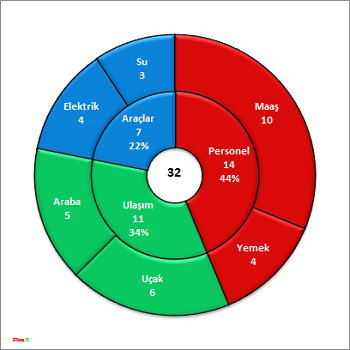 Su
3
Elektrik
4
Maaş
10
Araçlar
7
22%
Personel
14
44%
32
Ulaşım
11
34%
Araba
5
Yemek
4
Uçak
6